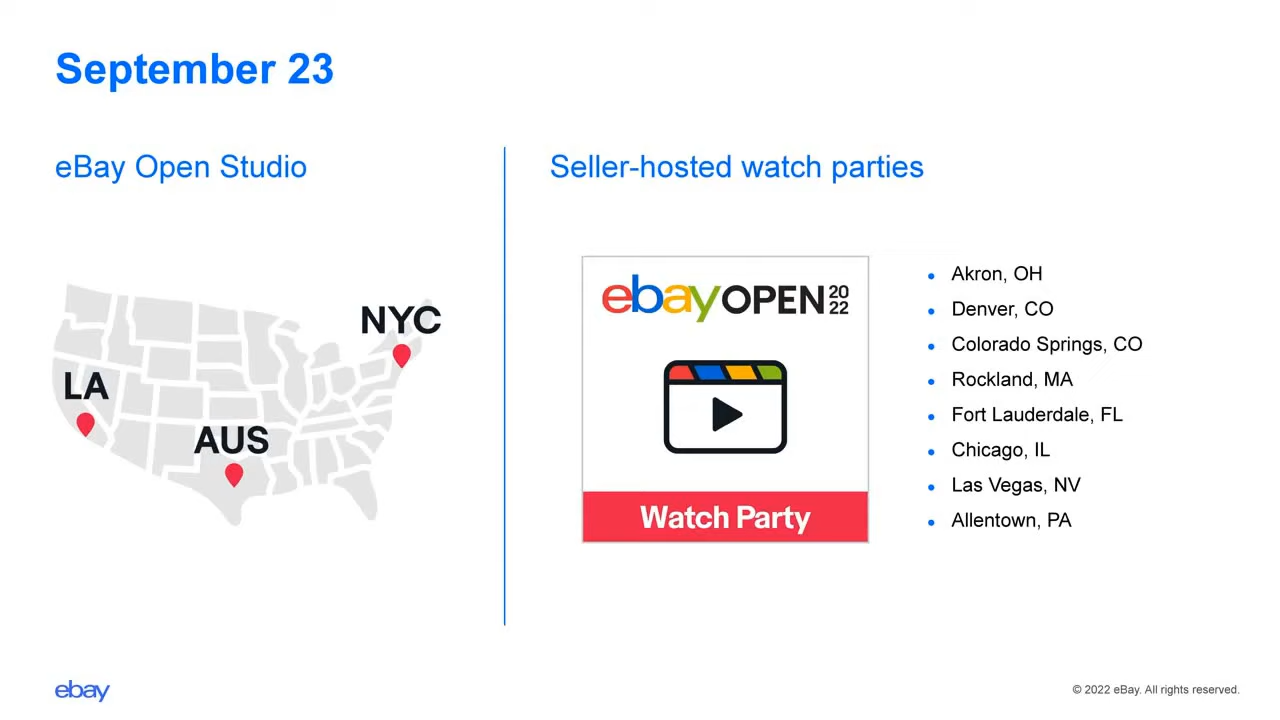 September 23
eBay Open Studio
NYC
LA
AUS
Seller-hosted watch parties
ebay OPEN 20
22
Watch Party
• Akron, OH
• Denver, CO
• Colorado Springs, CO
• Rockland, MA
• Fort Lauderdale, FL
• Chicago, IL
• Las Vegas, NV
• Allentown, PA
ebay
© 2022 eBay. All rights reserved.